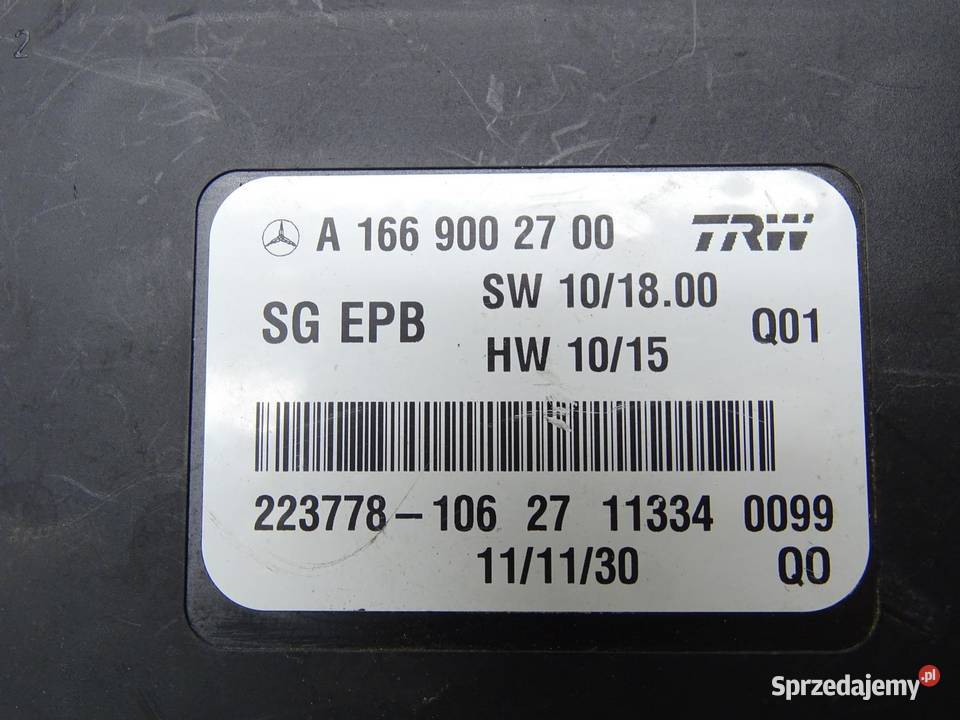 2
A 166 900 27 00 TRW
SG EPB SW 10/18.00 Q01
HW 10/15
223778–106 27 11334 0099
11/11/30 QO
Sprzedajemy.pl